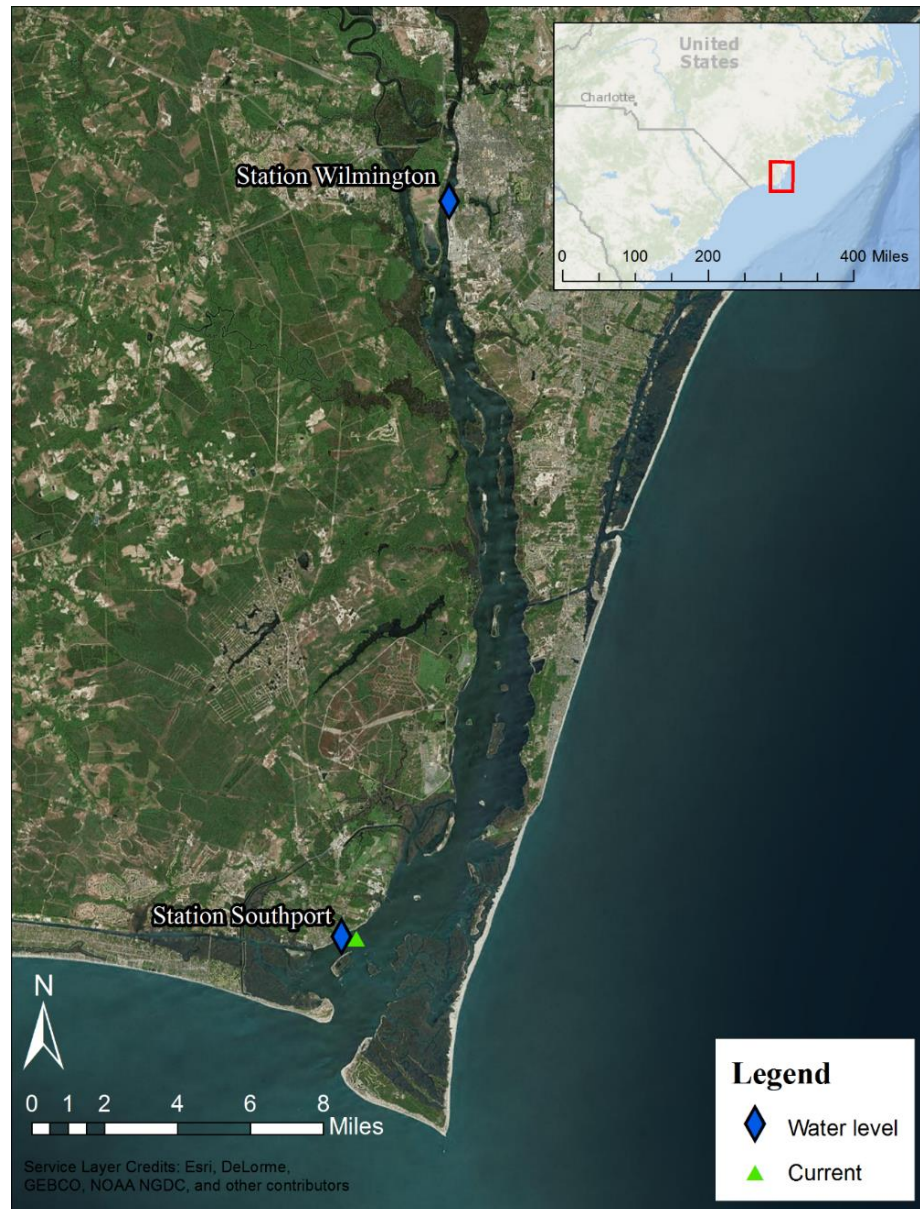 United
States
Charlotte
0 100 200 400 Miles
Station Wilmington
Station Southport
N
0 1 2 4 6 8
Miles
Service Layer Credits: Esri, DeLorme,
GEBCO, NOAA NGDC, and other contributors
Legend
Water level
Current